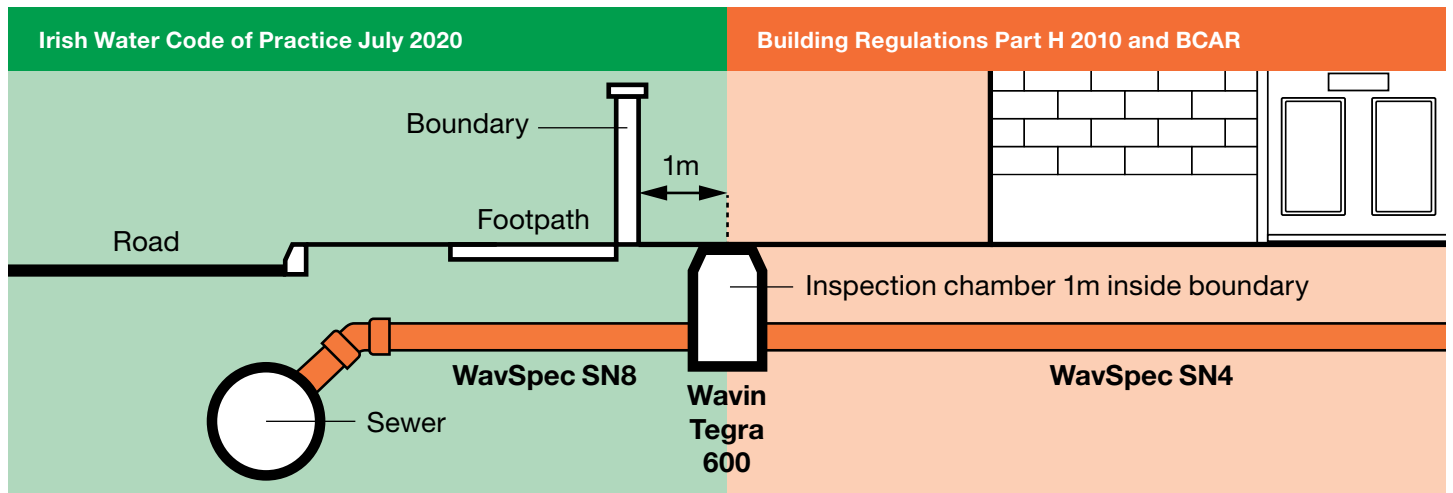 Irish Water Code of Practice July 2020
Building Regulations Part H 2010 and BCAR
Boundary
1m
Footpath
Road
Inspection chamber 1m inside boundary
WavSpec SN8
WavSpec SN4
Wavin
Tegra
600
Sewer